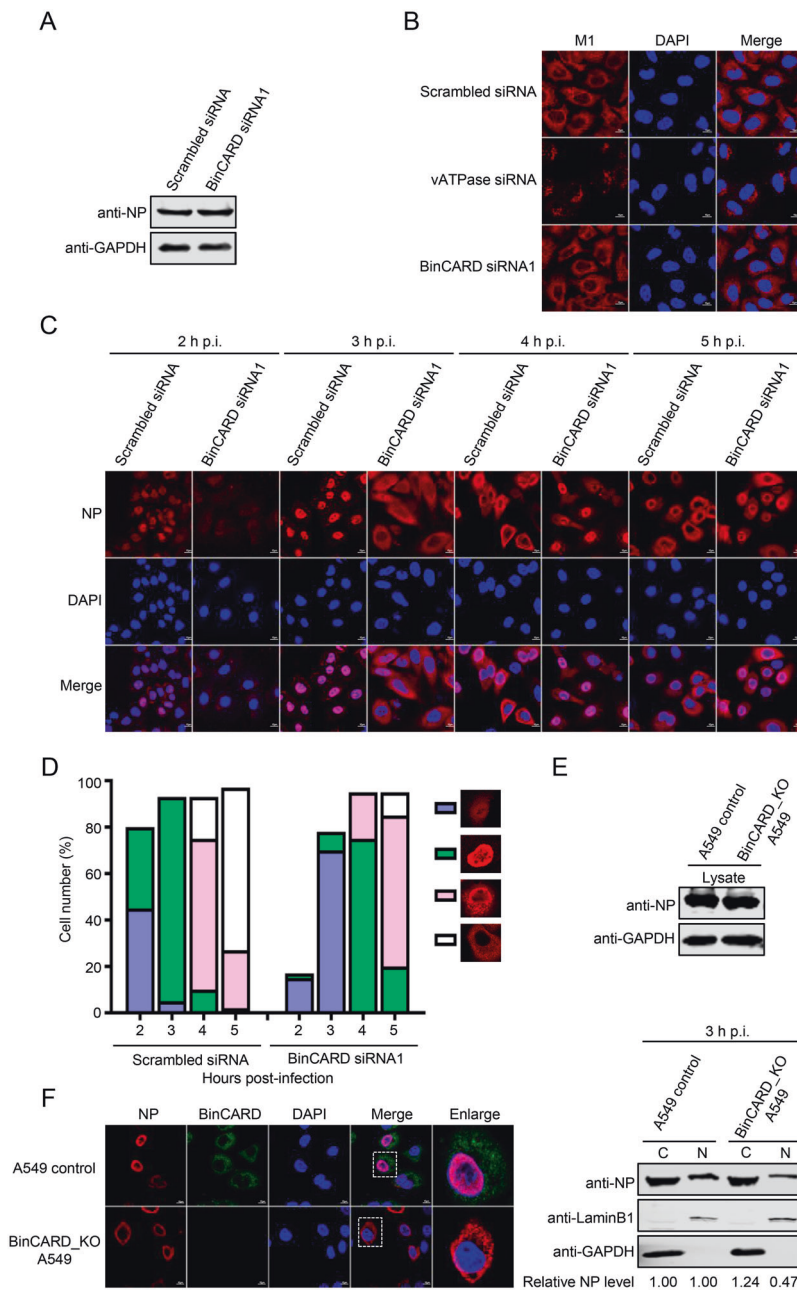 A
Scrambled siRNA
BinCARD siRNA1
anti-NP
anti-GAPDH
B
M1 DAPI Merge
Scrambled siRNA
vATPase siRNA
BinCARD siRNA1
C
2 h p.i. 3 h p.i. 4 h p.i. 5 h p.i.
Scrambled siRNA BinCARD siRNA1 Scrambled siRNA BinCARD siRNA1 Scrambled siRNA BinCARD siRNA1 Scrambled siRNA BinCARD siRNA1
NP
DAPI
Merge
D
100
80
60
40
20
0
Cell number (%)
2 3 4 5 2 3 4 5
Scrambled siRNA BinCARD siRNA1
Hours post-infection
E
A549 control
BinCARD_KO
A549
Lysate
anti-NP
anti-GAPDH
3 h p.i.
A549 control
BinCARD_KO
A549
C N C N
anti-NP
anti-LaminB1
anti-GAPDH
Relative NP level 1.00 1.00 1.24 0.47
F
NP BinCARD DAPI Merge Enlarge
A549 control
BinCARD_KO
A549